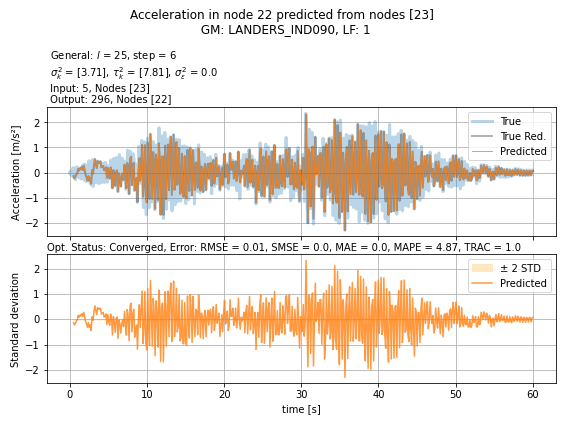 Acceleration in node 22 predicted from nodes [23]
GM: LANDERS_IND090, LF: 1
General: l = 25, step = 6
σ²ₖ = [3.71], τ²ₖ = [7.81], σ²ε = 0.0
Input: 5, Nodes [23]
Output: 296, Nodes [22]
Acceleration [m/s²]
2
1
0
−1
−2
True
True Red.
Predicted
Opt. Status: Converged, Error: RMSE = 0.01, SMSE = 0.0, MAE = 0.0, MAPE = 4.87, TRAC = 1.0
Standard deviation
2
1
0
−1
−2
± 2 STD
Predicted
0 10 20 30 40 50 60
time [s]